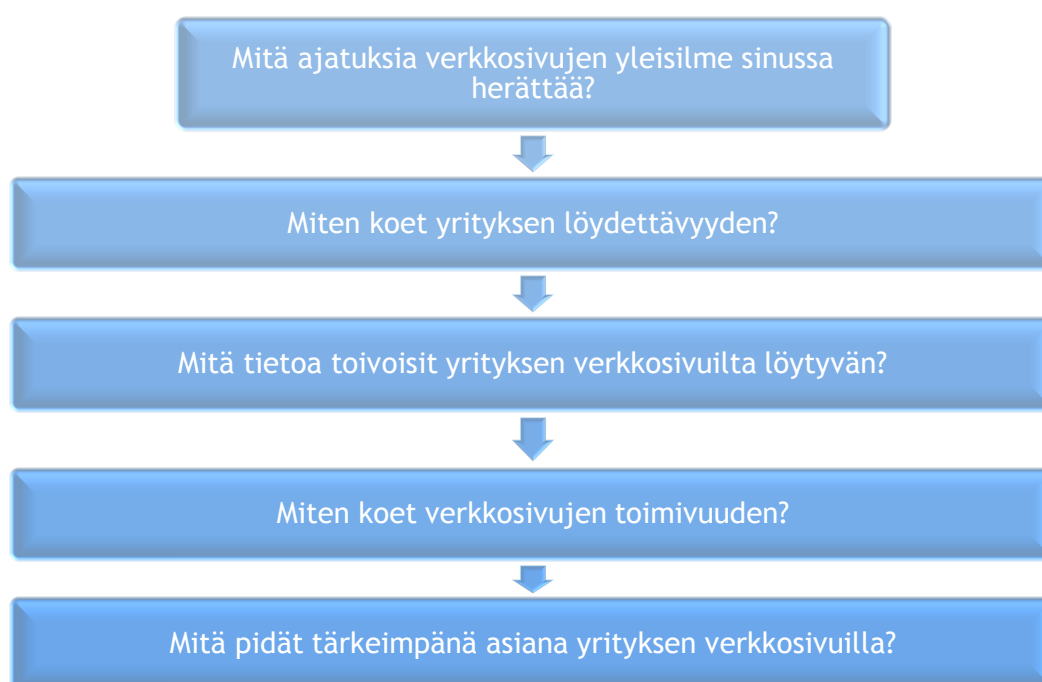 Mitä ajatuksia verkkosivujen yleisilme sinussa
herättää?
Miten koet yrityksen löydettävyyden?
Mitä tietoa toivoisit yrityksen verkkosivuilta löytyvän?
Miten koet verkkosivujen toimivuuden?
Mitä pidät tärkeimpänä asiana yrityksen verkkosivuilla?